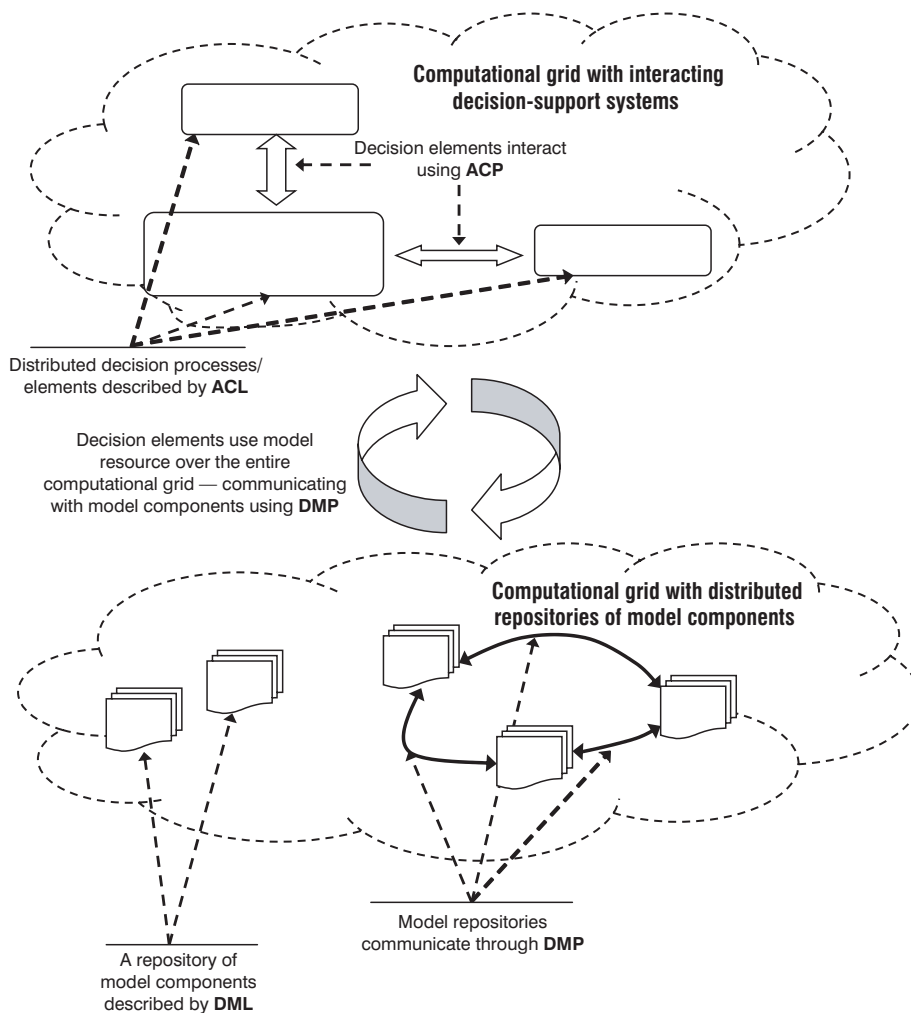 Computational grid with interacting
decision-support systems
Decision elements interact
using ACP
Distributed decision processes/
elements described by ACL
Decision elements use model
resource over the entire
computational grid — communicating
with model components using DMP
Computational grid with distributed
repositories of model components
Model repositories
communicate through DMP
A repository of
model components
described by DML